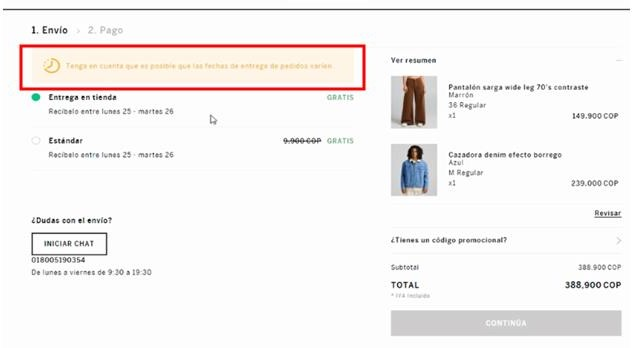 1. Envío > 2. Pago
Tenga en cuenta que es posible que las fechas de entrega de pedidos varíen.
Entrega en tienda GRATIS
Recíbelo entre lunes 25 - martes 26
Estándar 9.900 COP GRATIS
Recíbelo entre lunes 25 - martes 26
¿Dudas con el envío?
INICIAR CHAT
018005190354
De lunes a viernes de 9:30 a 19:30
Ver resumen
Pantalón sarga wide leg 70's contraste
Marrón
36 Regular
x1 149.900 COP
Cazadora denim efecto borrego
Azul
M Regular
x1 239.000 COP
Revisar
¿Tienes un código promocional?
Subtotal 388.900 COP
TOTAL 388.900 COP
* IVA incluido
CONTINÚA